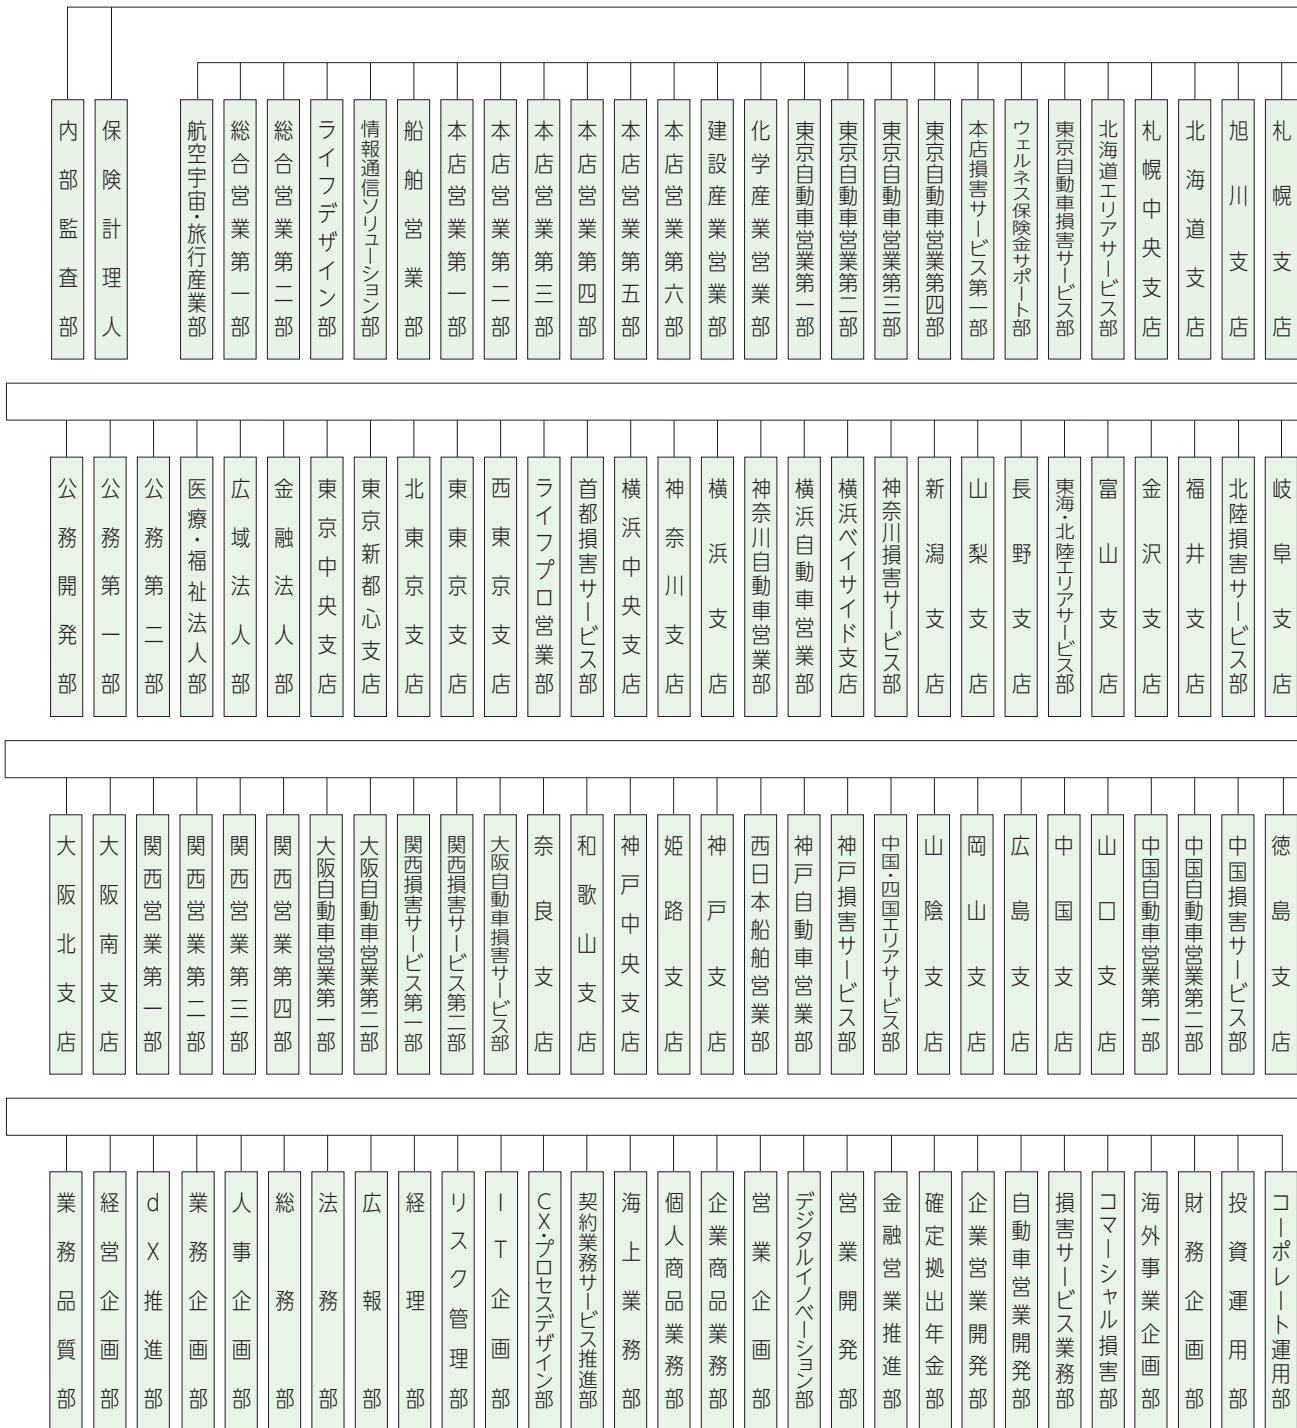 内部監査部
保険計理人
航空宇宙・旅行産業部
総合営業第一部
総合営業第二部
ライフデザイン部
情報通信ソリューション部
船舶営業部
本店営業第一部
本店営業第二部
本店営業第三部
本店営業第四部
本店営業第五部
本店営業第六部
建設産業営業部
化学産業営業部
東京自動車営業第一部
東京自動車営業第二部
東京自動車営業第三部
東京自動車営業第四部
本店損害サービス第一部
ウェルネス保険金サポート部
東京自動車損害サービス部
北海道エリアサービス部
札幌中央支店
北海道支店
旭川支店
札幌支店
公務開発部
公務第一部
公務第二部
医療・福祉法人部
広域法人部
金融法人部
東京中央支店
東京新都心支店
北東京支店
東東京支店
西東京支店
ライフプロ営業部
首都損害サービス部
横浜中央支店
神奈川支店
横浜支店
神奈川自動車営業部
横浜自動車営業部
横浜ベイサイド支店
神奈川損害サービス部
新潟支店
山梨支店
長野支店
東海・北陸エリアサービス部
富山支店
金沢支店
福井支店
北陸損害サービス部
岐阜支店
大阪北支店
大阪南支店
関西営業第一部
関西営業第二部
関西営業第三部
関西営業第四部
大阪自動車営業第一部
大阪自動車営業第二部
関西損害サービス第一部
関西損害サービス第二部
大阪自動車損害サービス部
奈良支店
和歌山支店
神戸中央支店
姫路支店
神戸支店
西日本船舶営業部
神戸自動車営業部
神戸損害サービス部
中国・四国エリアサービス部
山陰支店
岡山支店
広島支店
中国支店
山口支店
中国自動車営業第一部
中国自動車営業第二部
中国損害サービス部
徳島支店
業務品質部
経営企画部
dX推進部
業務企画部
人事企画部
総務部
法務部
広報部
経理部
リスク管理部
IT企画部
CX・プロセスデザイン部
契約業務サービス推進部
海上業務部
個人商品業務部
企業商品業務部
営業企画部
デジタルイノベーション部
営業開発部
金融営業推進部
確定拠出年金部
企業営業開発部
自動車営業開発部
損害サービス業務部
コマーシャル損害部
海外事業企画部
財務企画部
投資運用部
コーポレート運用部